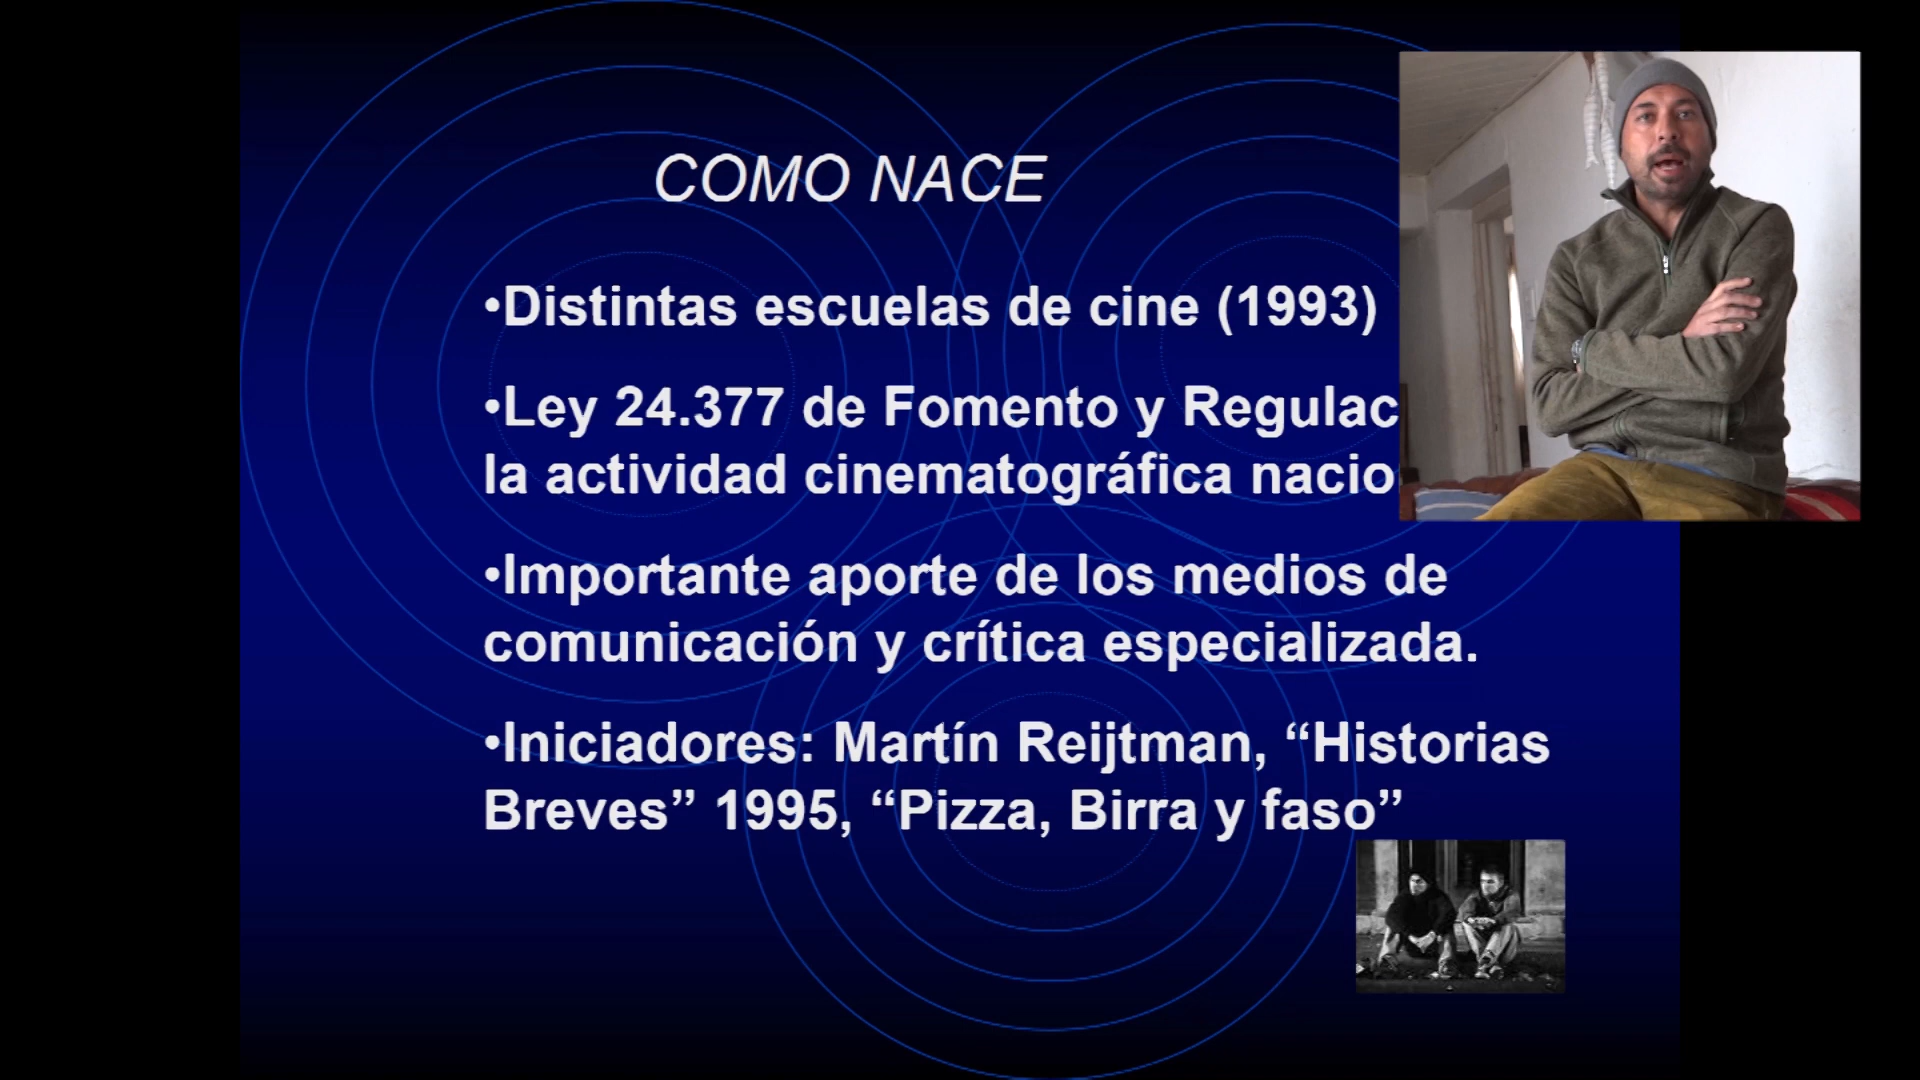 COMO NACE
•Distintas escuelas de cine (1993)
•Ley 24.377 de Fomento y Regulac
la actividad cinematográfica nacio
•Importante aporte de los medios de
comunicación y crítica especializada.
•Iniciadores: Martín Reijtman, “Historias
Breves” 1995, “Pizza, Birra y faso”